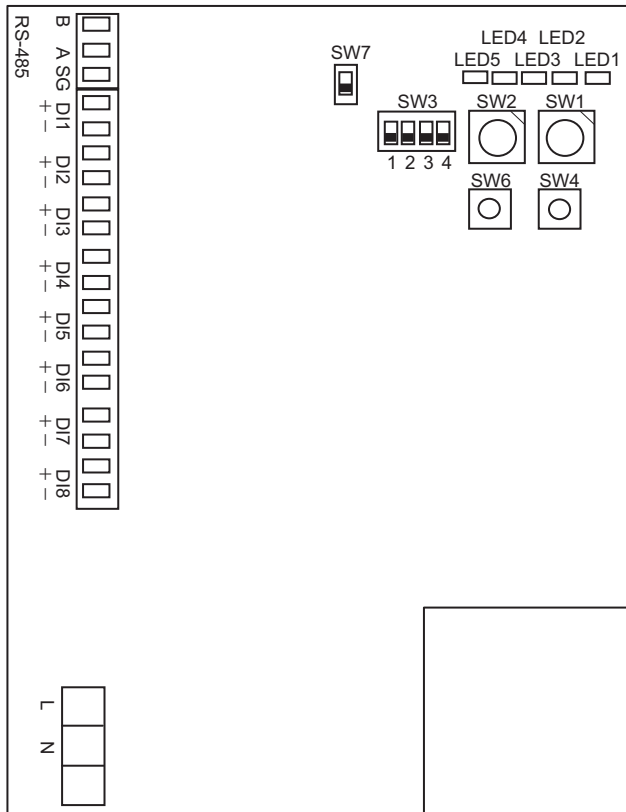 RS-485
B
A
SG
DI1
+ −
DI2
+ −
DI3
+ −
DI4
+ −
DI5
+ −
DI6
+ −
DI7
+ −
DI8
+ −
L
N
SW7
SW3
1 2 3 4
LED4 LED2
LED5 LED3 LED1
SW2 SW1
SW6 SW4